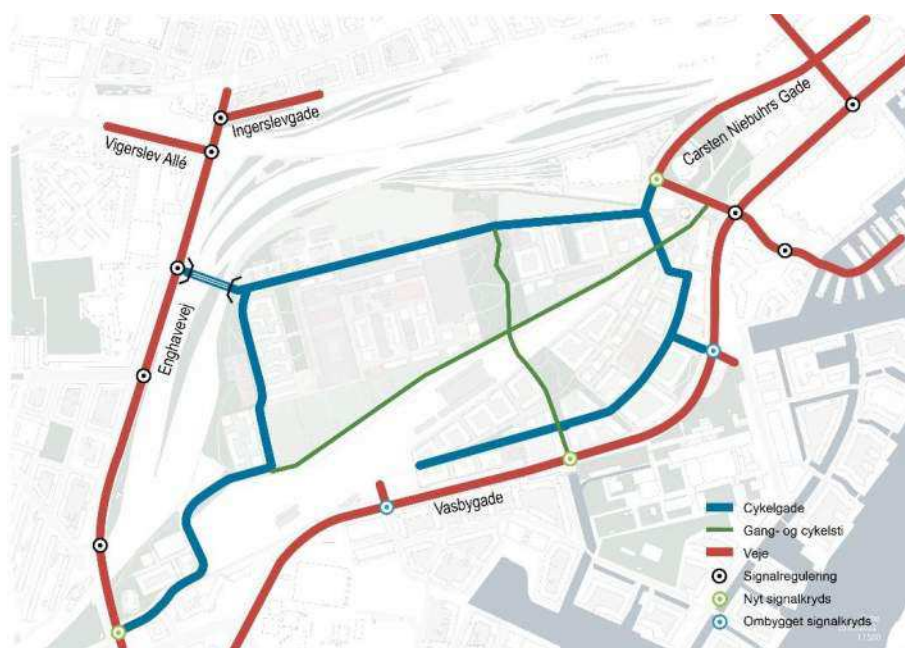 Ingerslevgade
Vigerslev Allé
Carsten Niebuhrs Gade
Enghavevej
Vasbygade
Cykelgade
Gang- og cykelsti
Veje
Signalregulering
Nyt signalkryds
Ombygget signalkryds